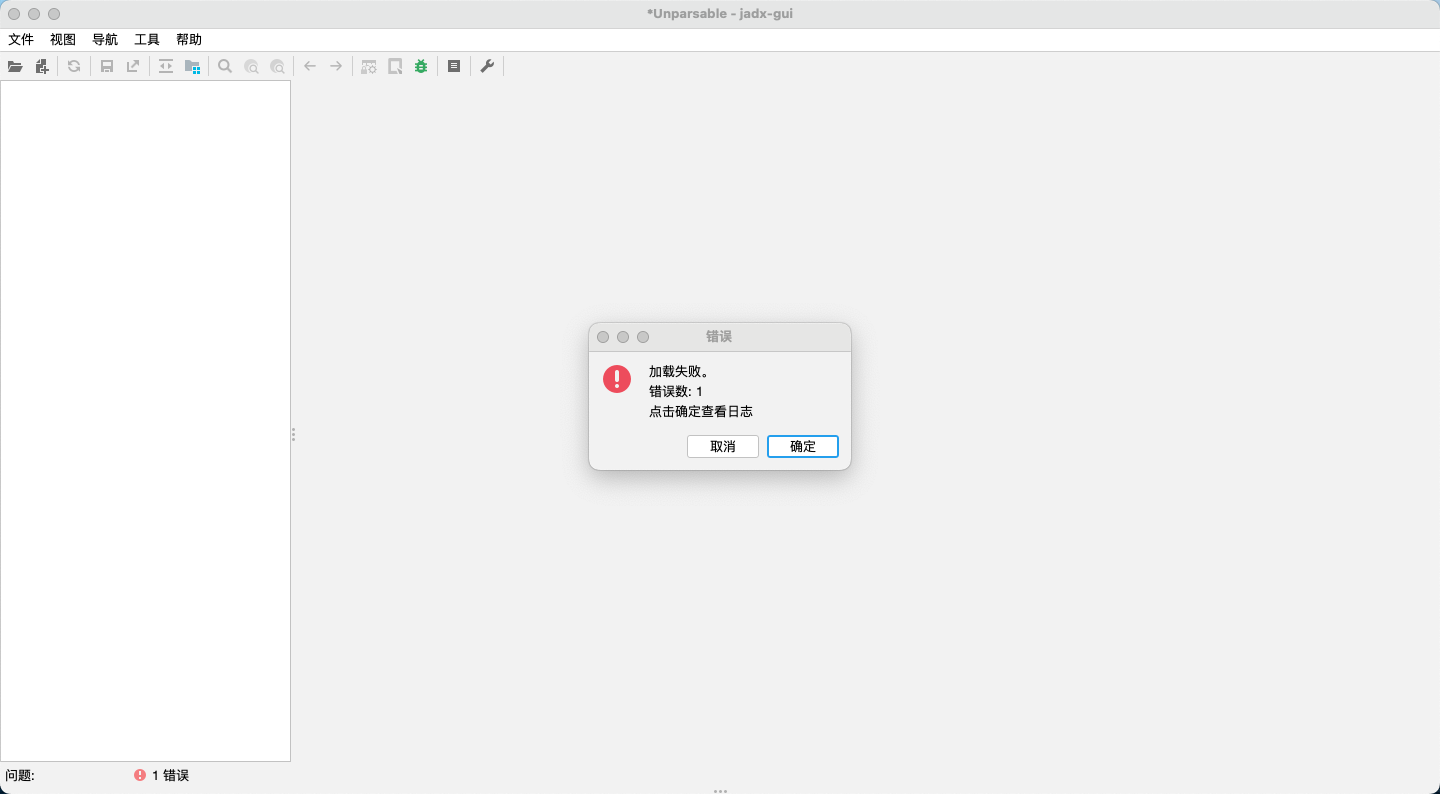 *Unparsable - jadx-gui
文件 视图 导航 工具 帮助
错误
加载失败。
错误数: 1
点击确定查看日志
取消 确定
问题: 1 错误